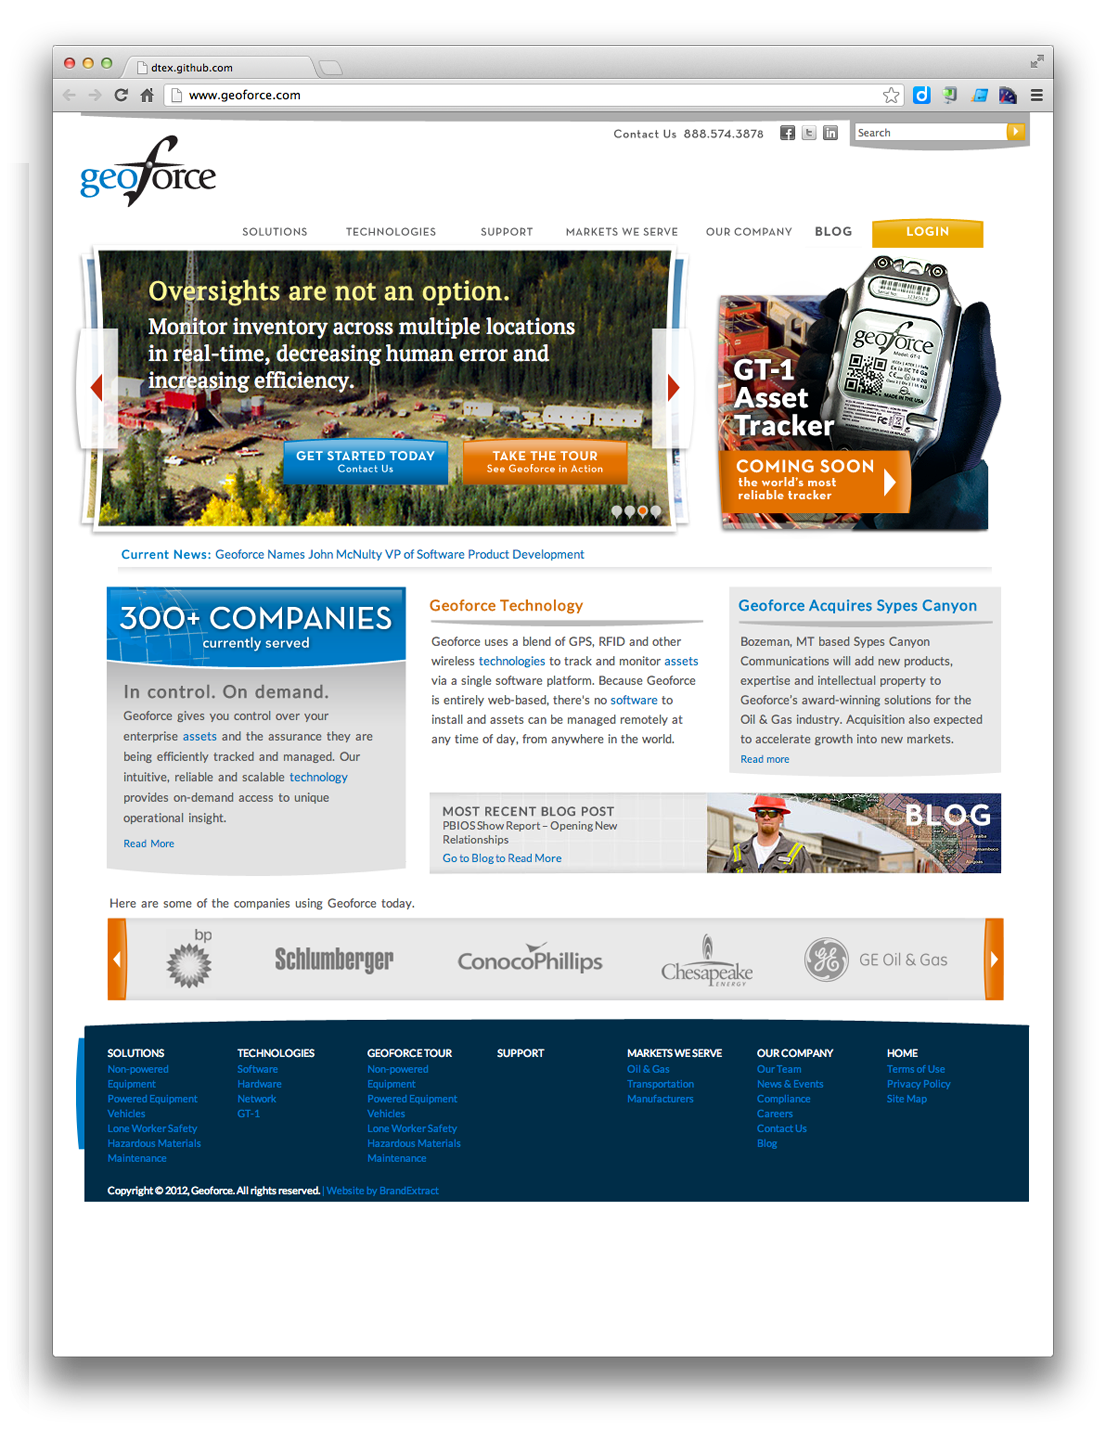 dtex.github.com
www.geoforce.com
Contact Us 888.574.3878
Search
geoforce
SOLUTIONS
TECHNOLOGIES
SUPPORT
MARKETS WE SERVE
OUR COMPANY
BLOG
LOGIN
Oversights are not an option.
Monitor inventory across multiple locations
in real-time, decreasing human error and
increasing efficiency.
GET STARTED TODAY
Contact Us
TAKE THE TOUR
See Geoforce in Action
geoforce
Model: GT-1
MADE IN THE USA
GT-1
Asset
Tracker
COMING SOON
the world's most
reliable tracker
Current News: Geoforce Names John McNulty VP of Software Product Development
300+ COMPANIES
currently served
In control. On demand.
Geoforce gives you control over your
enterprise assets and the assurance they are
being efficiently tracked and managed. Our
intuitive, reliable and scalable technology
provides on-demand access to unique
operational insight.
Read More
Geoforce Technology
Geoforce uses a blend of GPS, RFID and other
wireless technologies to track and monitor assets
via a single software platform. Because Geoforce
is entirely web-based, there's no software to
install and assets can be managed remotely at
any time of day, from anywhere in the world.
Geoforce Acquires Sypes Canyon
Bozeman, MT based Sypes Canyon
Communications will add new products,
expertise and intellectual property to
Geoforce's award-winning solutions for the
Oil & Gas industry. Acquisition also expected
to accelerate growth into new markets.
Read more
MOST RECENT BLOG POST
PBIOS Show Report – Opening New
Relationships
Go to Blog to Read More
BLOG
Here are some of the companies using Geoforce today.
bp
Schlumberger
ConocoPhillips
Chesapeake
ENERGY
GE Oil & Gas
SOLUTIONS
Non-powered
Equipment
Powered Equipment
Vehicles
Lone Worker Safety
Hazardous Materials
Maintenance
TECHNOLOGIES
Software
Hardware
Network
GT-1
GEOFORCE TOUR
Non-powered
Equipment
Powered Equipment
Vehicles
Lone Worker Safety
Hazardous Materials
Maintenance
SUPPORT
MARKETS WE SERVE
Oil & Gas
Transportation
Manufacturers
OUR COMPANY
Our Team
News & Events
Compliance
Careers
Contact Us
Blog
HOME
Terms of Use
Privacy Policy
Site Map
Copyright © 2012, Geoforce. All rights reserved. | Website by BrandExtract